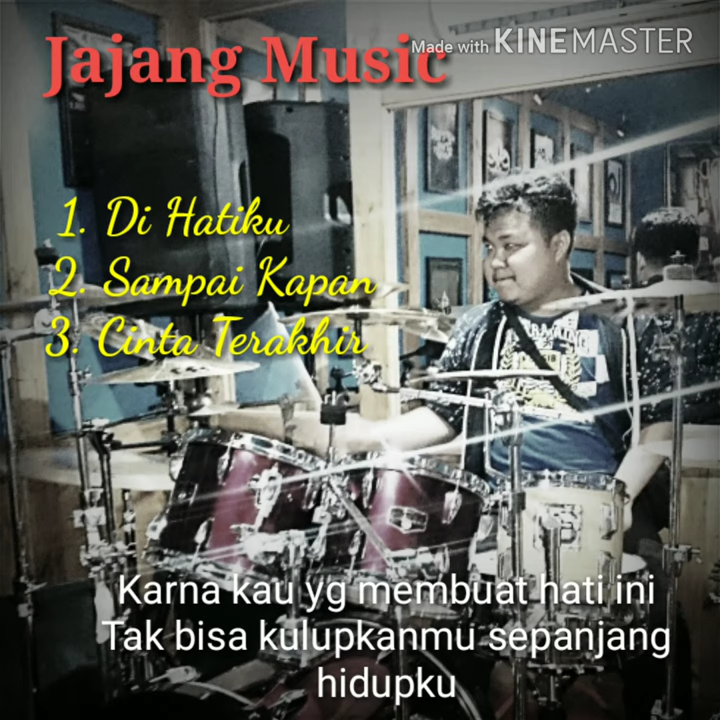 Jajang Music
Made with KINEMASTER
1. Di Hatiku
2. Sampai Kapan
3. Cinta Terakhir
Karna kau yg membuat hati ini
Tak bisa kulupkanmu sepanjang
hidupku